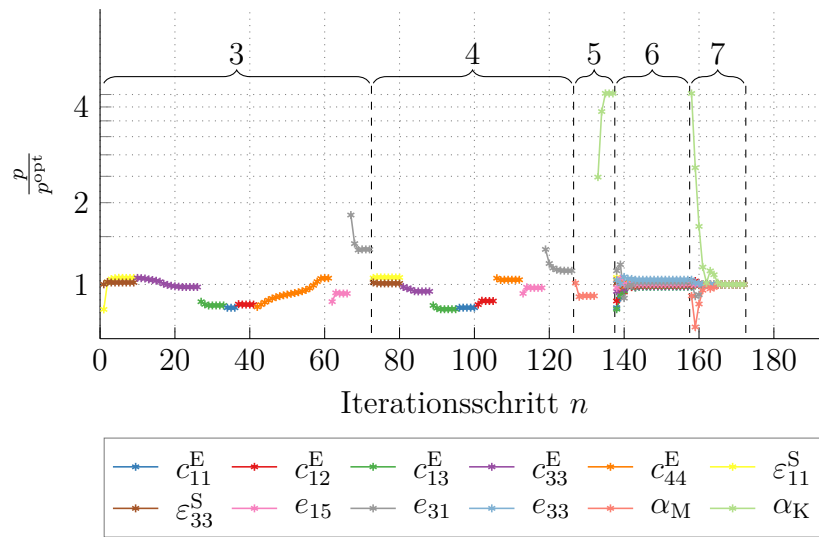 3 4 5 6 7
4
2
1
p/p^opt
0 20 40 60 80 100 120 140 160 180
Iterationsschritt n
c_11^E c_12^E c_13^E c_33^E c_44^E ε_11^S
ε_33^S e_15 e_31 e_33 α_M α_K